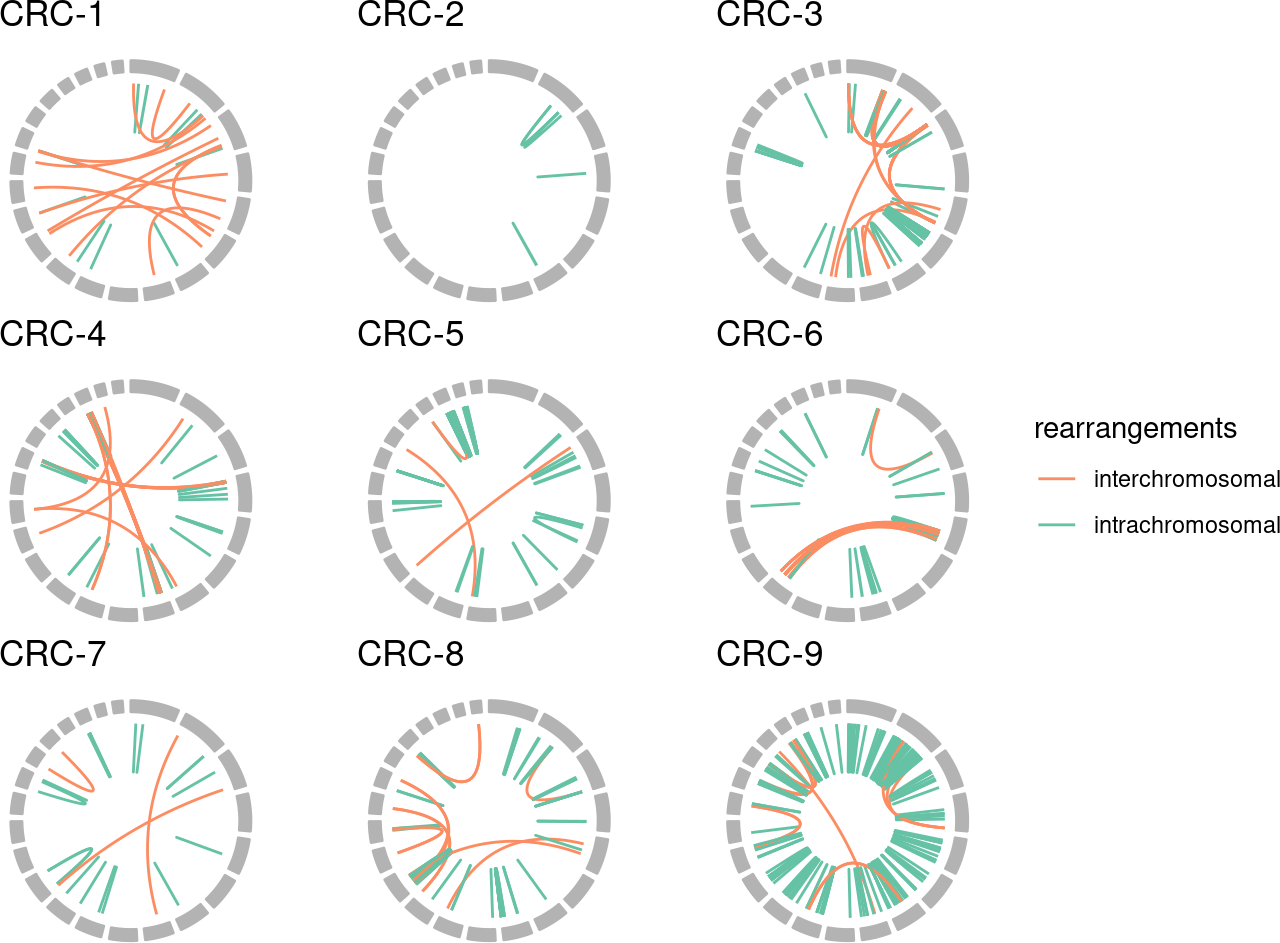 CRC-1
CRC-2
CRC-3
CRC-4
CRC-5
CRC-6
rearrangements
interchromosomal
intrachromosomal
CRC-7
CRC-8
CRC-9